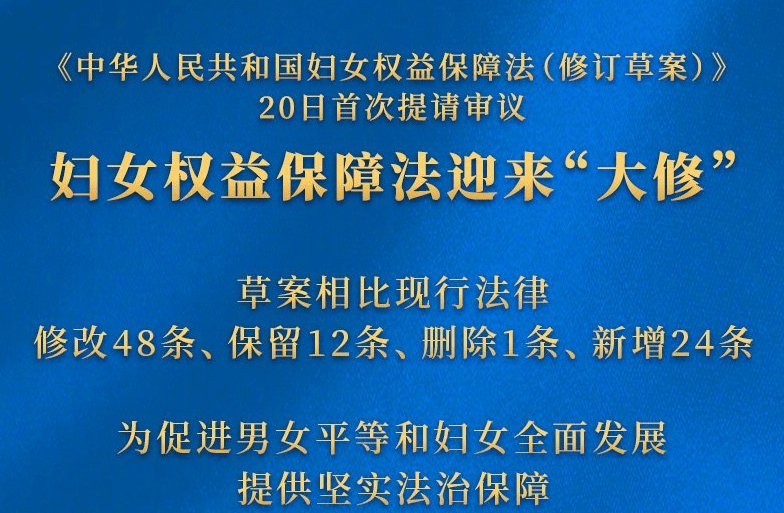 《中华人民共和国妇女权益保障法（修订草案）》
20日首次提请审议
妇女权益保障法迎来“大修”
草案相比现行法律
修改48条、保留12条、删除1条、新增24条
为促进男女平等和妇女全面发展
提供坚实法治保障